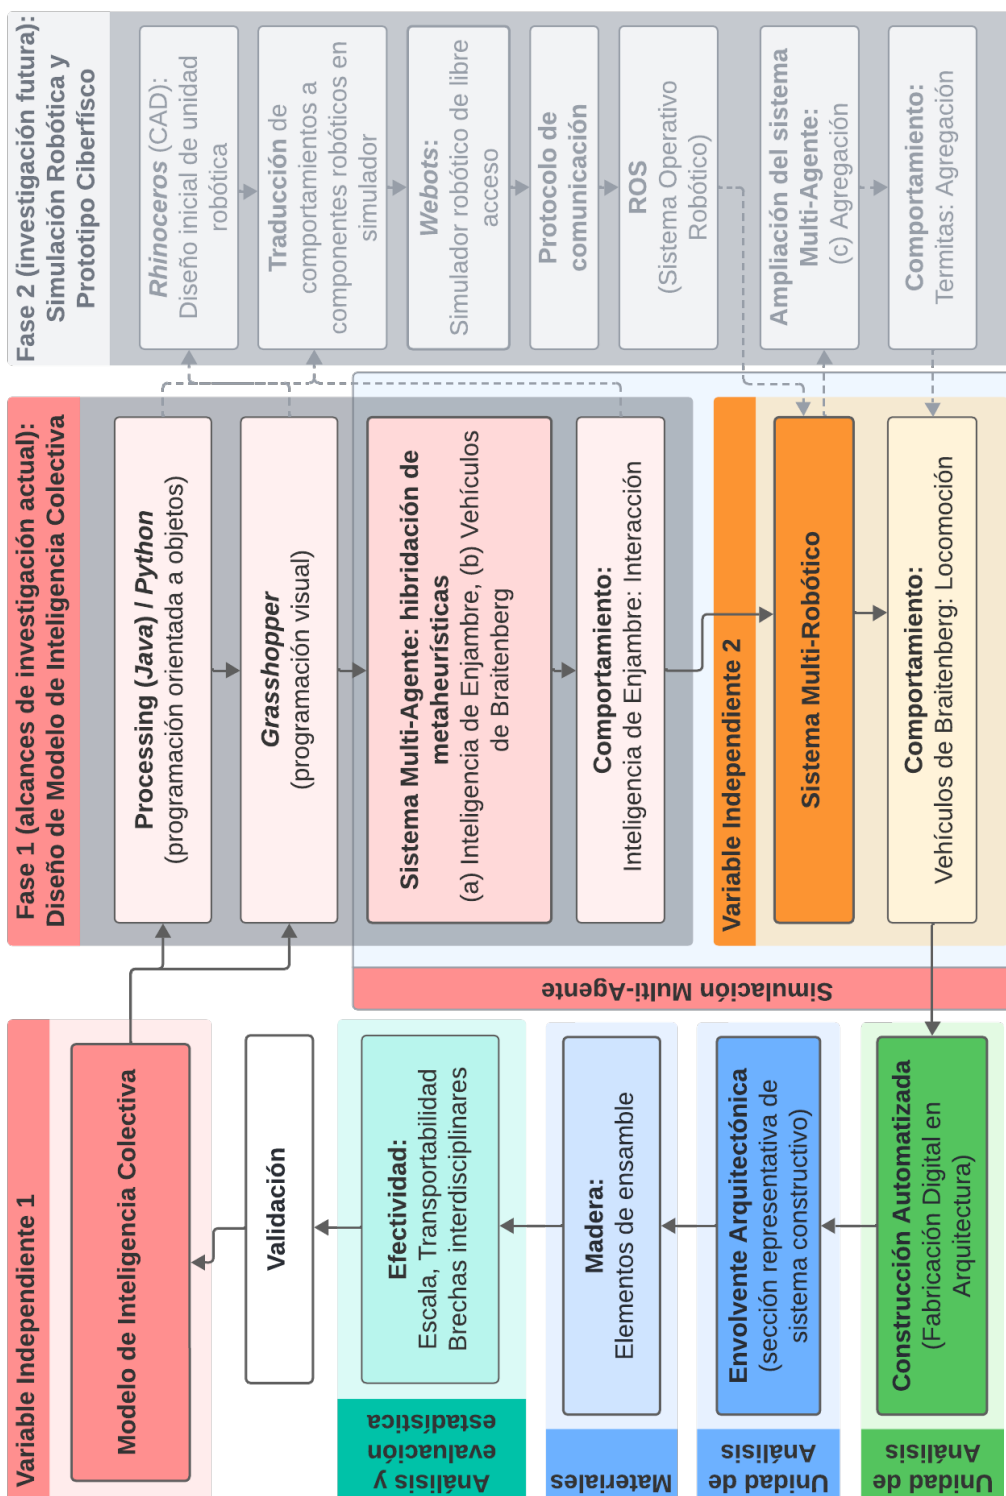 Variable Independiente 1
Modelo de Inteligencia Colectiva
Validación
Análisis y
evaluación
estadística
Efectividad:
Escala, Transportabilidad
Brechas interdisciplinares
Materiales
Madera:
Elementos de ensamble
Unidad de
Análisis
Envolvente Arquitectónica
(sección representativa de
sistema constructivo)
Unidad de
Análisis
Construcción Automatizada
(Fabricación Digital en
Arquitectura)
Fase 1 (alcances de investigación actual):
Diseño de Modelo de Inteligencia Colectiva
Processing (Java) I Python
(programación orientada a objetos)
Grasshopper
(programación visual)
Sistema Multi-Agente: hibridación de
metaheurísticas
(a) Inteligencia de Enjambre, (b) Vehículos
de Braitenberg
Comportamiento:
Inteligencia de Enjambre: Interacción
Simulación Multi-Agente
Variable Independiente 2
Sistema Multi-Robótico
Comportamiento:
Vehículos de Braitenberg: Locomoción
Fase 2 (investigación futura):
Simulación Robótica y
Prototipo Ciberfísco
Rhinoceros (CAD):
Diseño inicial de unidad
robótica
Traducción de
comportamientos a
componentes robóticos en
simulador
Webots:
Simulador robótico de libre
acceso
Protocolo de
comunicación
ROS
(Sistema Operativo
Robótico)
Ampliación del sistema
Multi-Agente:
(c) Agregación
Comportamiento:
Termitas: Agregación